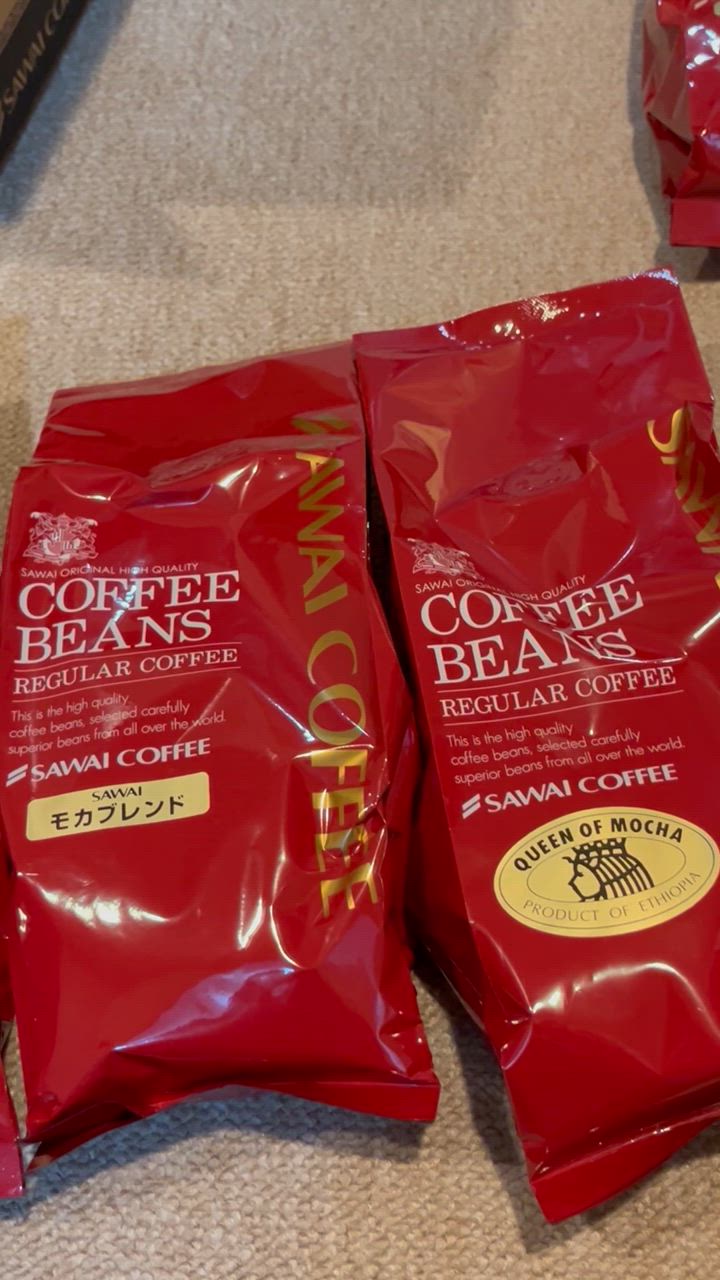 SAWAI CO
SAWAI ORIGINAL HIGH QUALITY
COFFEE
BEANS
REGULAR COFFEE
This is the high quality
coffee beans, selected carefully
superior beans from all over the world.
SAWAI COFFEE
SAWAI
モカブレンド
SAWAI COFFEE
SAWAI ORIGINAL HIGH QUALITY
COFFEE
BEANS
REGULAR COFFEE
This is the high quality
coffee beans, selected carefully
superior beans from all over the world.
SAWAI COFFEE
QUEEN OF MOCHA
PRODUCT OF ETHIOPIA
SAWA